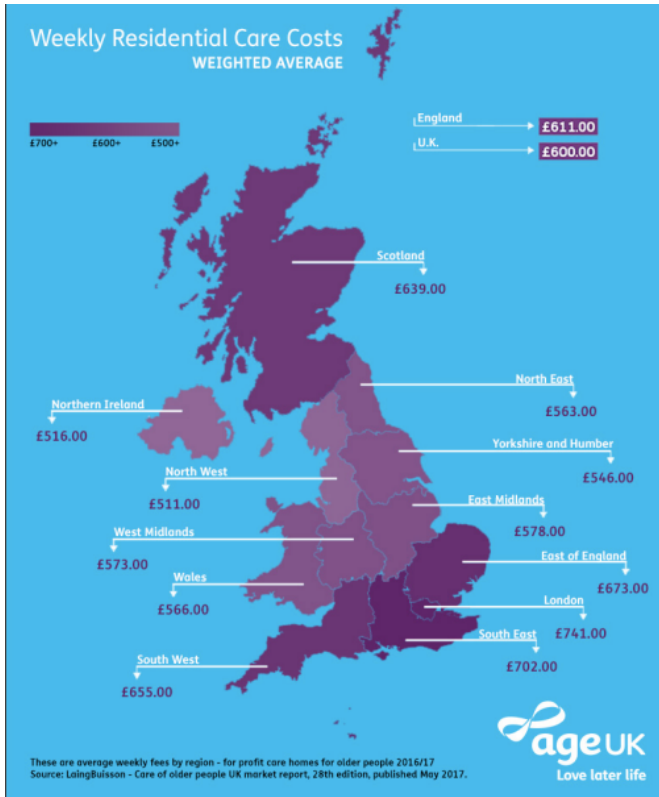 Weekly Residential Care Costs
WEIGHTED AVERAGE
£700+ £600+ £500+
England
£611.00
U.K.
£600.00
Scotland
£639.00
North East
£563.00
Northern Ireland
£516.00
Yorkshire and Humber
£546.00
North West
£511.00
East Midlands
£578.00
West Midlands
£573.00
East of England
£673.00
Wales
£566.00
London
£741.00
South East
£702.00
South West
£655.00
ageUK
Love later life
These are average weekly fees by region - for profit care homes for older people 2016/17
Source: LaingBuisson - Care of older people UK market report, 28th edition, published May 2017.